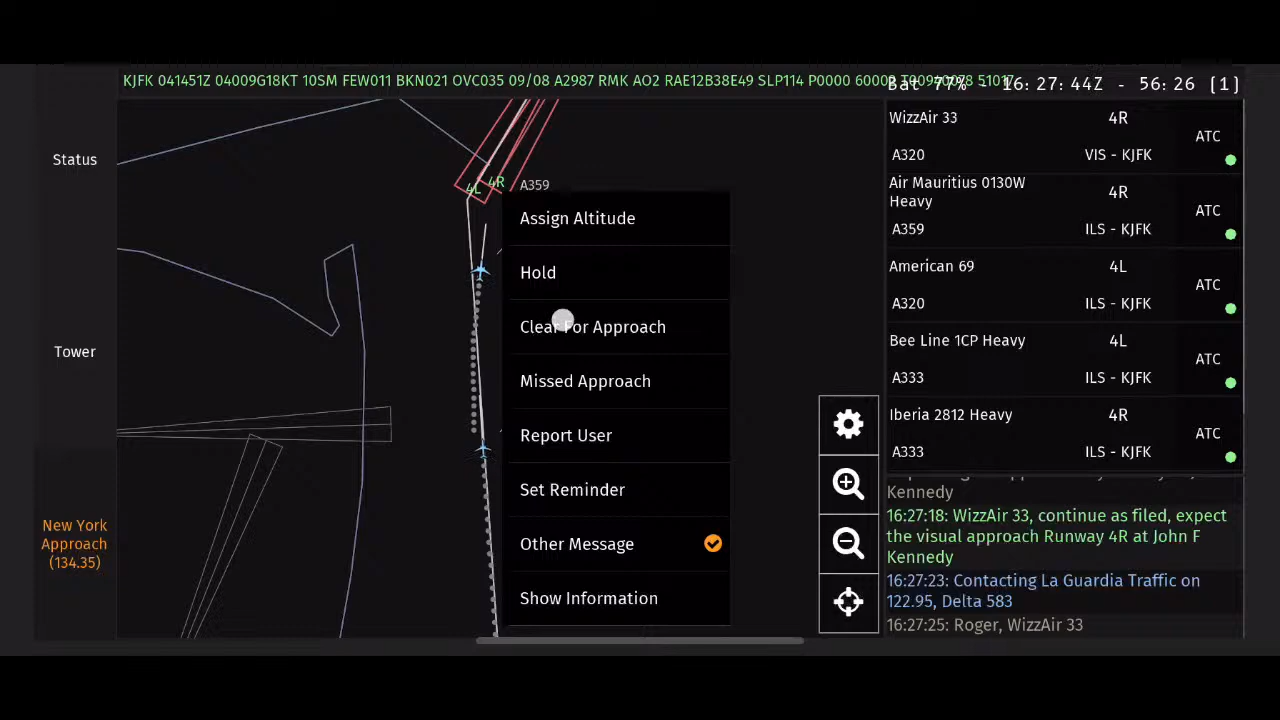 KJFK 041451Z 04009G18KT 10SM FEW011 BKN021 OVC035 09/08 A2987 RMK AO2 RAE12B38E49 SLP114 P0000
Bat 77% - 16:27:44Z - 56:26 [1]
Status
Tower
New York
Approach
(134.35)
4L
4R
A359
Assign Altitude
Hold
Clear For Approach
Missed Approach
Report User
Set Reminder
Other Message
Show Information
WizzAir 33
4R
ATC
A320
VIS - KJFK
Air Mauritius 0130W
Heavy
4R
ATC
A359
ILS - KJFK
American 69
4L
ATC
A320
ILS - KJFK
Bee Line 1CP Heavy
4L
ATC
A333
ILS - KJFK
Iberia 2812 Heavy
4R
ATC
A333
ILS - KJFK
Kennedy
16:27:18: WizzAir 33, continue as filed, expect
the visual approach Runway 4R at John F
Kennedy
16:27:23: Contacting La Guardia Traffic on
122.95, Delta 583
16:27:25: Roger, WizzAir 33